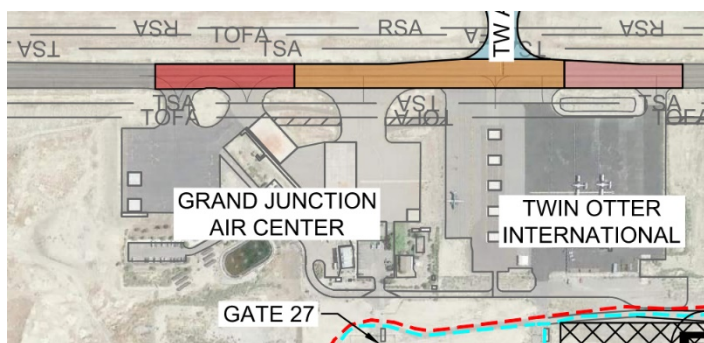 RSA
RSA
RSA
TOFA
TSA
TSA
TSA
TW A
TSA
TSA
TSA
TOFA
TOFA
GRAND JUNCTION
AIR CENTER
TWIN OTTER
INTERNATIONAL
GATE 27